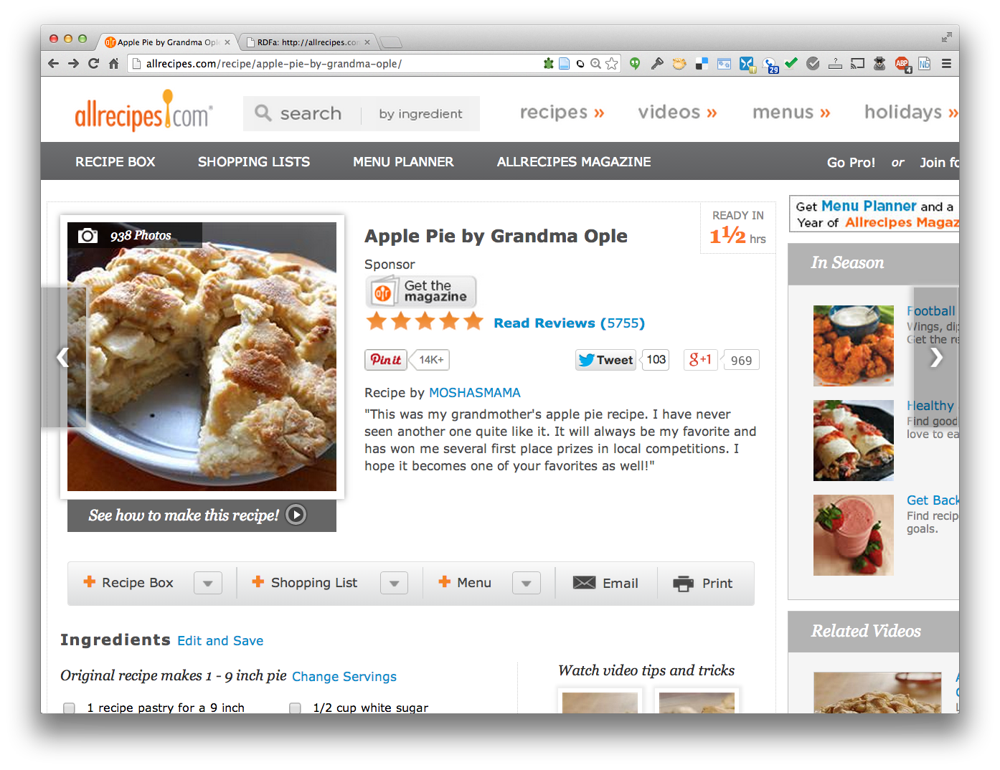 Apple Pie by Grandma Opl
RDFa: http://allrecipes.co
allrecipes.com/recipe/apple-pie-by-grandma-ople/
29
ABP
4
Nb
allrecipes.com
search
by ingredient
recipes »
videos »
menus »
holidays »
RECIPE BOX
SHOPPING LISTS
MENU PLANNER
ALLRECIPES MAGAZINE
Go Pro! or Join fo
938 Photos
Apple Pie by Grandma Ople
READY IN
1½ hrs
Sponsor
Get the
magazine
Read Reviews (5755)
Pinit
14K+
Tweet
103
g+1
969
Recipe by MOSHASMAMA
"This was my grandmother's apple pie recipe. I have never
seen another one quite like it. It will always be my favorite and
has won me several first place prizes in local competitions. I
hope it becomes one of your favorites as well!"
See how to make this recipe!
+ Recipe Box
+ Shopping List
+ Menu
Email
Print
Ingredients Edit and Save
Original recipe makes 1 - 9 inch pie Change Servings
1 recipe pastry for a 9 inch
1/2 cup white sugar
Watch video tips and tricks
Get Menu Planner and a
Year of Allrecipes Magaz
In Season
Football
Wings, dip
Get the re
Healthy
Find good
love to ea
Get Back
Find recip
goals.
Related Videos